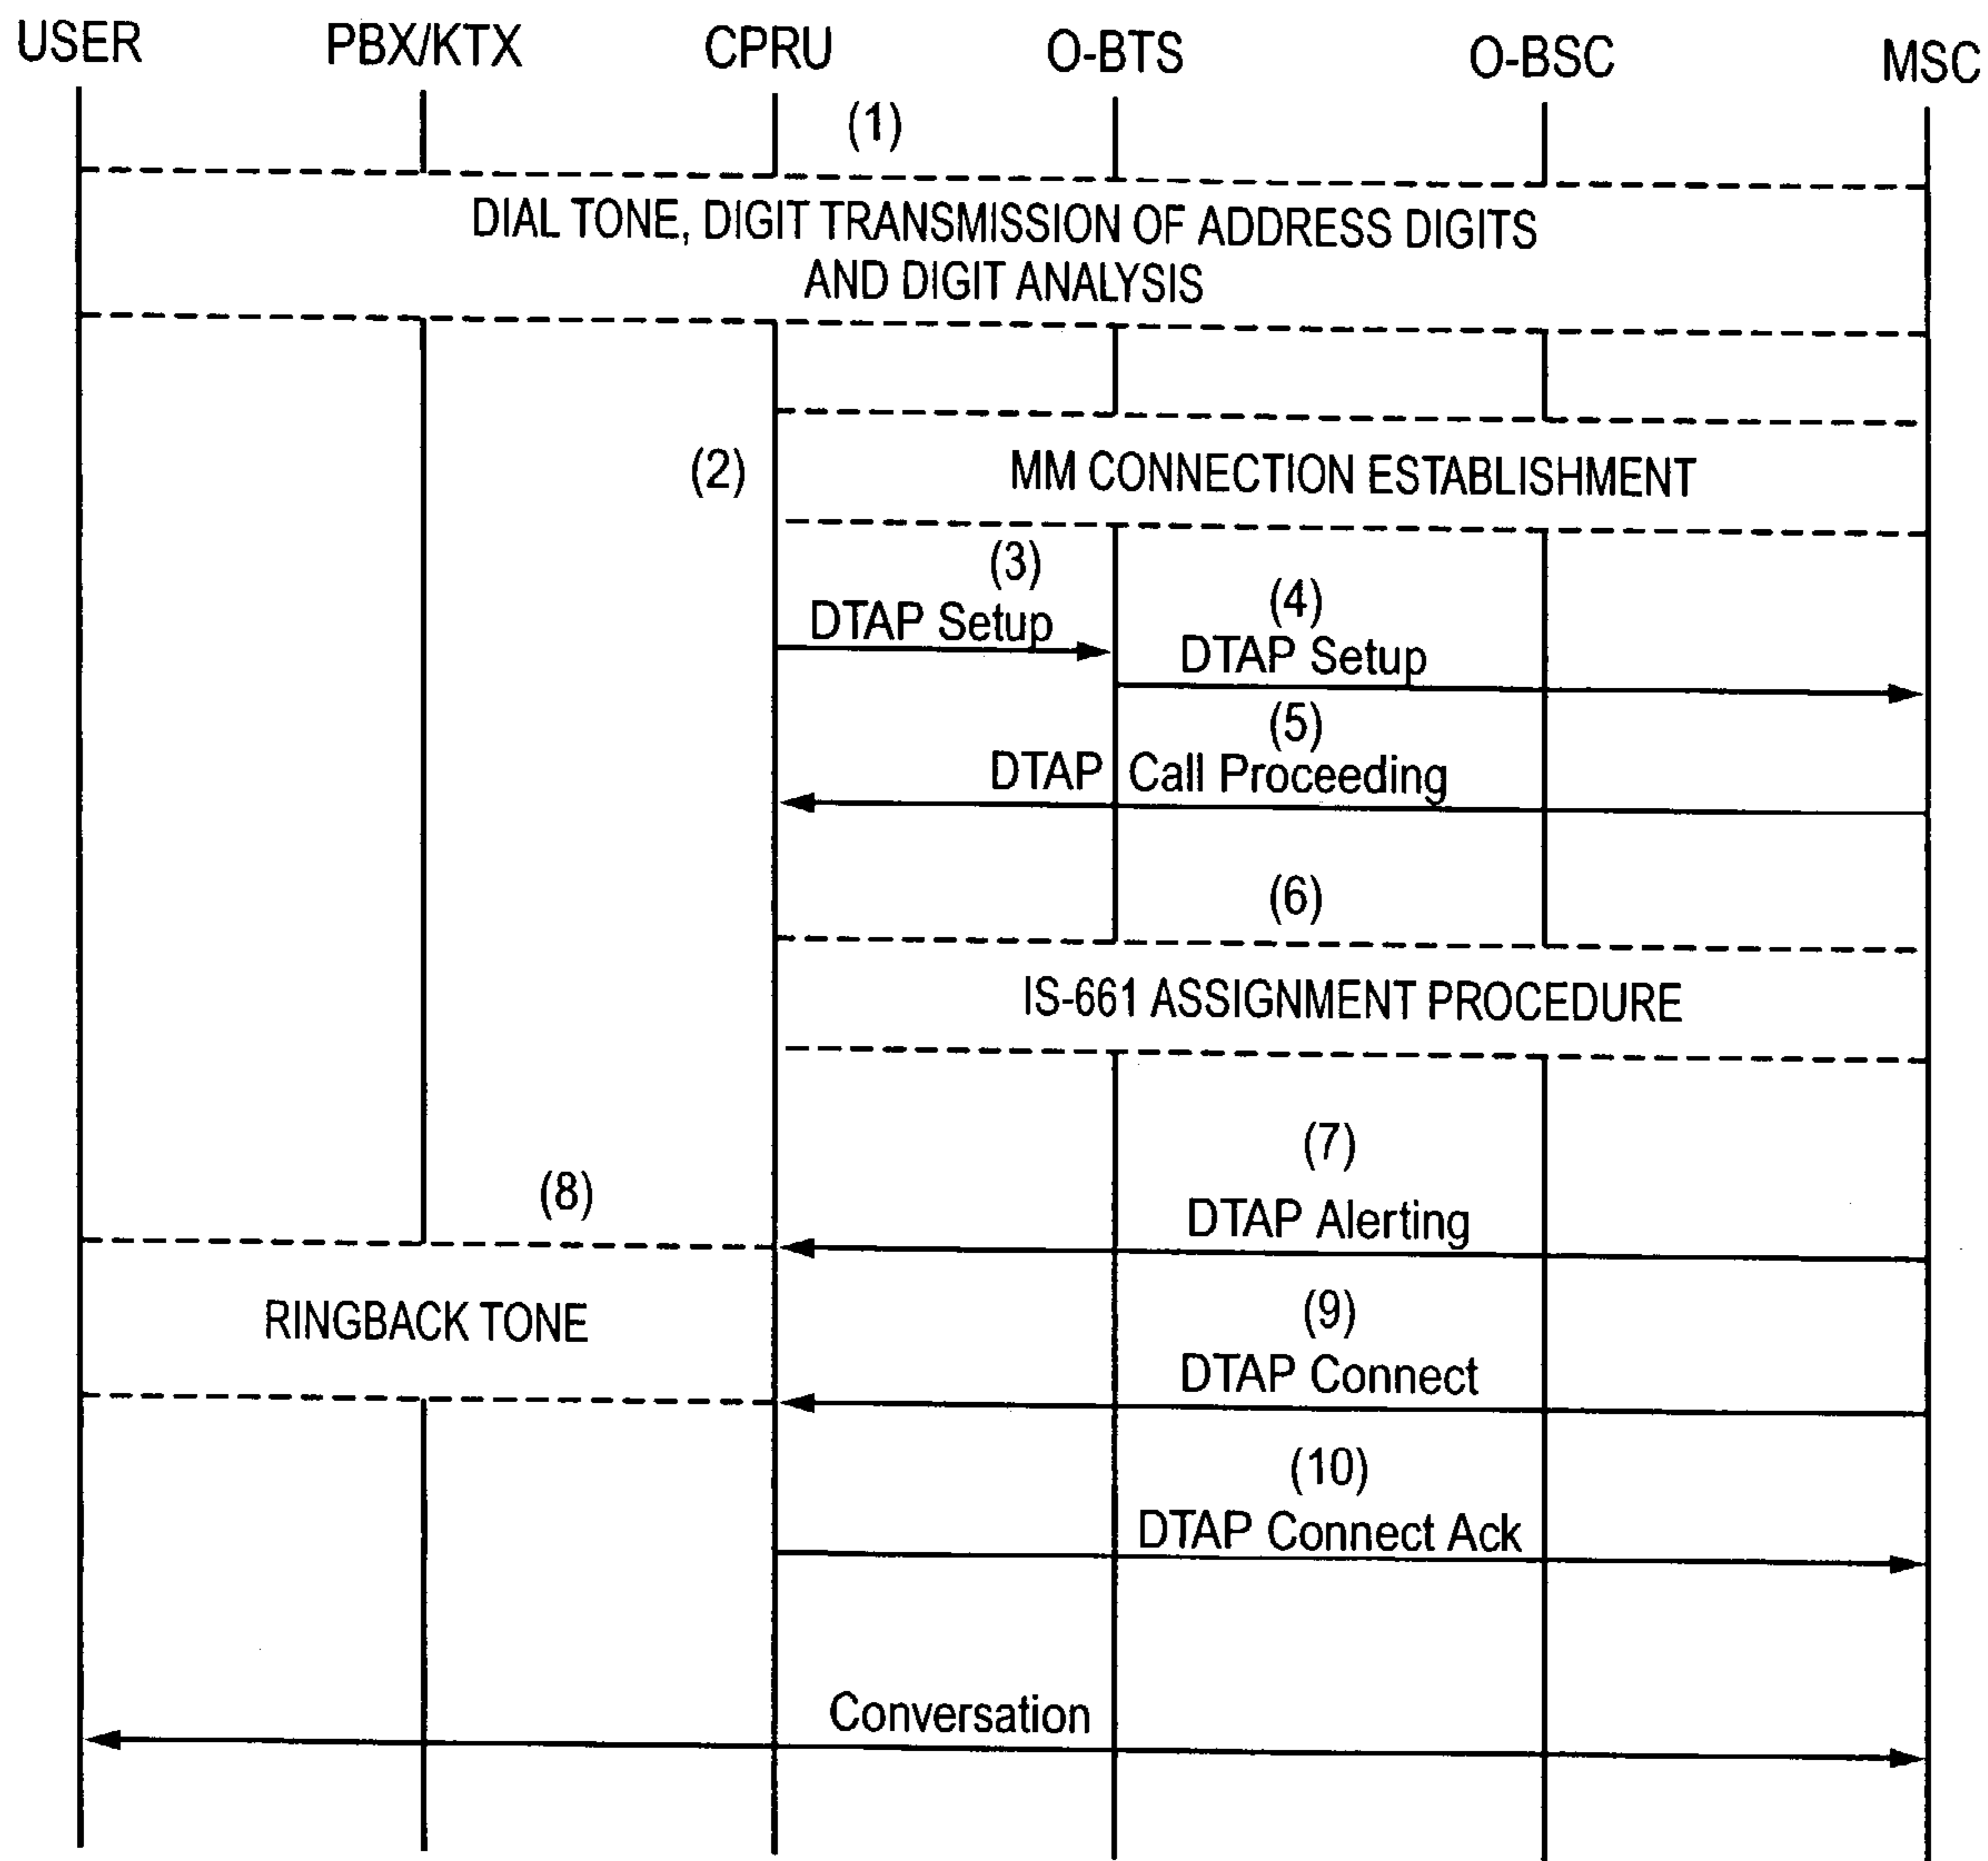 USER PBX/KTX CPRU O-BTS O-BSC MSC
(1)
DIAL TONE, DIGIT TRANSMISSION OF ADDRESS DIGITS
AND DIGIT ANALYSIS
(2) MM CONNECTION ESTABLISHMENT
(3)
DTAP Setup
(4)
DTAP Setup
(5)
DTAP Call Proceeding
(6)
IS-661 ASSIGNMENT PROCEDURE
(7)
DTAP Alerting
(8)
RINGBACK TONE
(9)
DTAP Connect
(10)
DTAP Connect Ack
Conversation